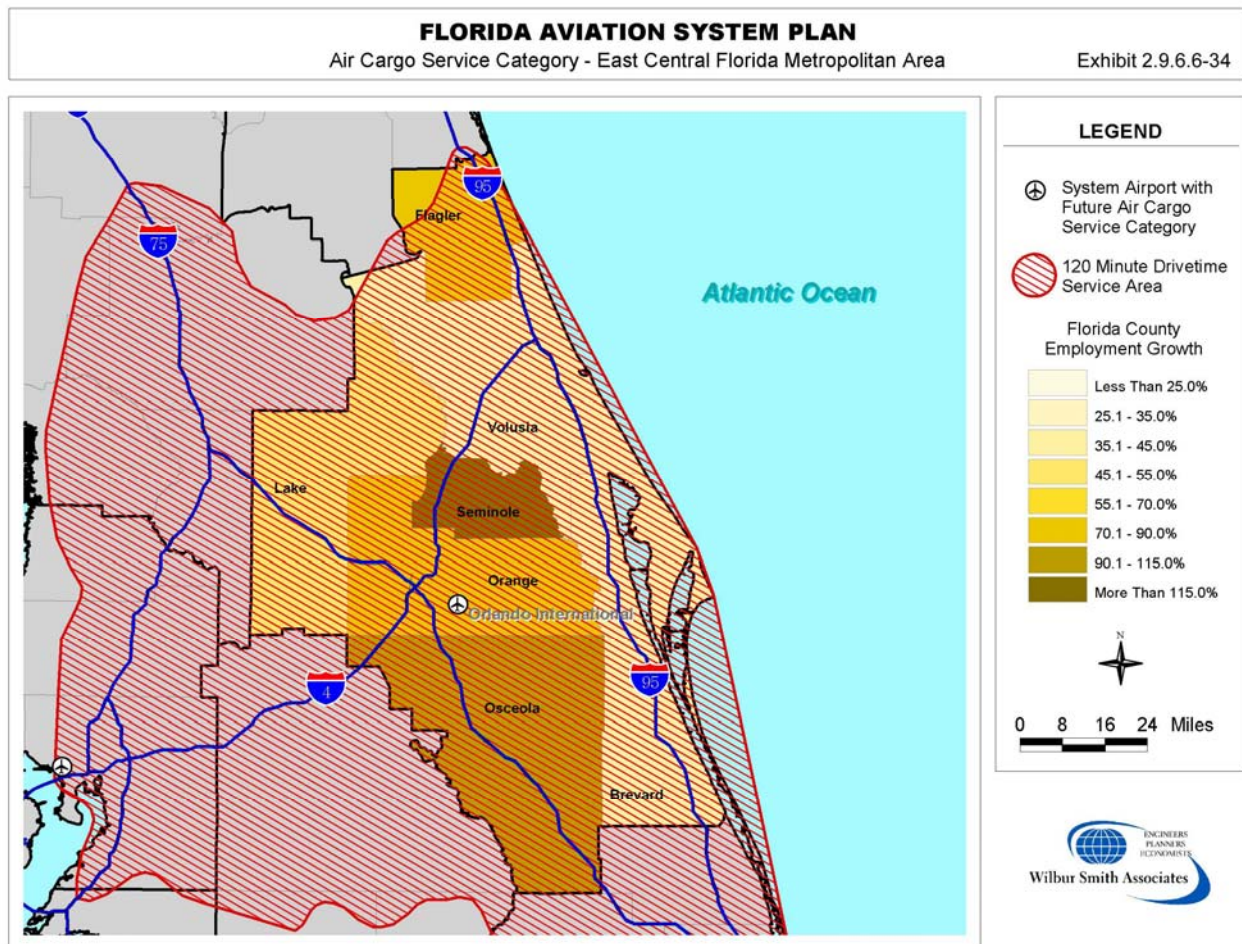 FLORIDA AVIATION SYSTEM PLAN
Air Cargo Service Category - East Central Florida Metropolitan Area
Exhibit 2.9.6.6-34
95
Flagler
75
Atlantic Ocean
Volusia
Lake
Seminole
Orange
Orlando International
4
95
Osceola
Brevard
LEGEND
System Airport with
Future Air Cargo
Service Category
120 Minute Drivetime
Service Area
Florida County
Employment Growth
Less Than 25.0%
25.1 - 35.0%
35.1 - 45.0%
45.1 - 55.0%
55.1 - 70.0%
70.1 - 90.0%
90.1 - 115.0%
More Than 115.0%
N
0 8 16 24 Miles
ENGINEERS
PLANNERS
ECONOMISTS
Wilbur Smith Associates